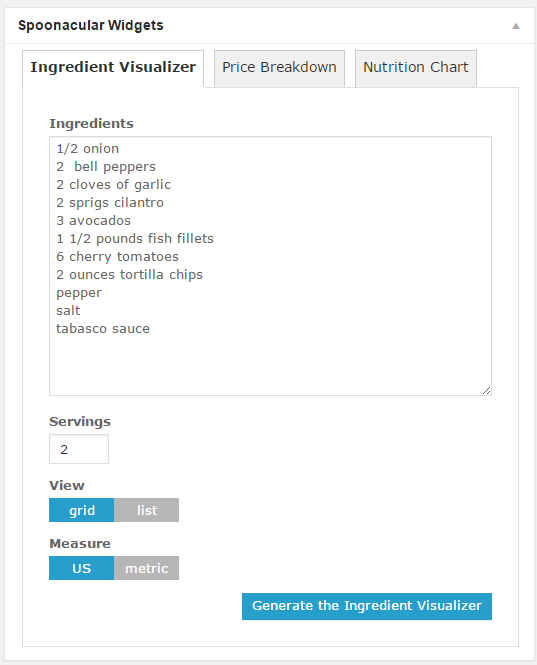 Spoonacular Widgets
Ingredient Visualizer Price Breakdown Nutrition Chart
Ingredients
1/2 onion
2  bell peppers
2 cloves of garlic
2 sprigs cilantro
3 avocados
1 1/2 pounds fish fillets
6 cherry tomatoes
2 ounces tortilla chips
pepper
salt
tabasco sauce
Servings
2
View
grid list
Measure
US metric
Generate the Ingredient Visualizer